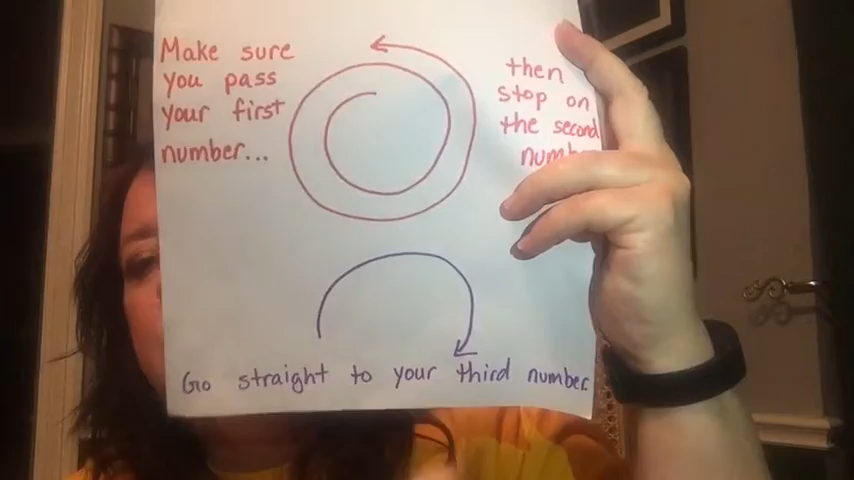 Make sure
you pass
your first
number...
then
stop on
the second
Go straight to your third number.